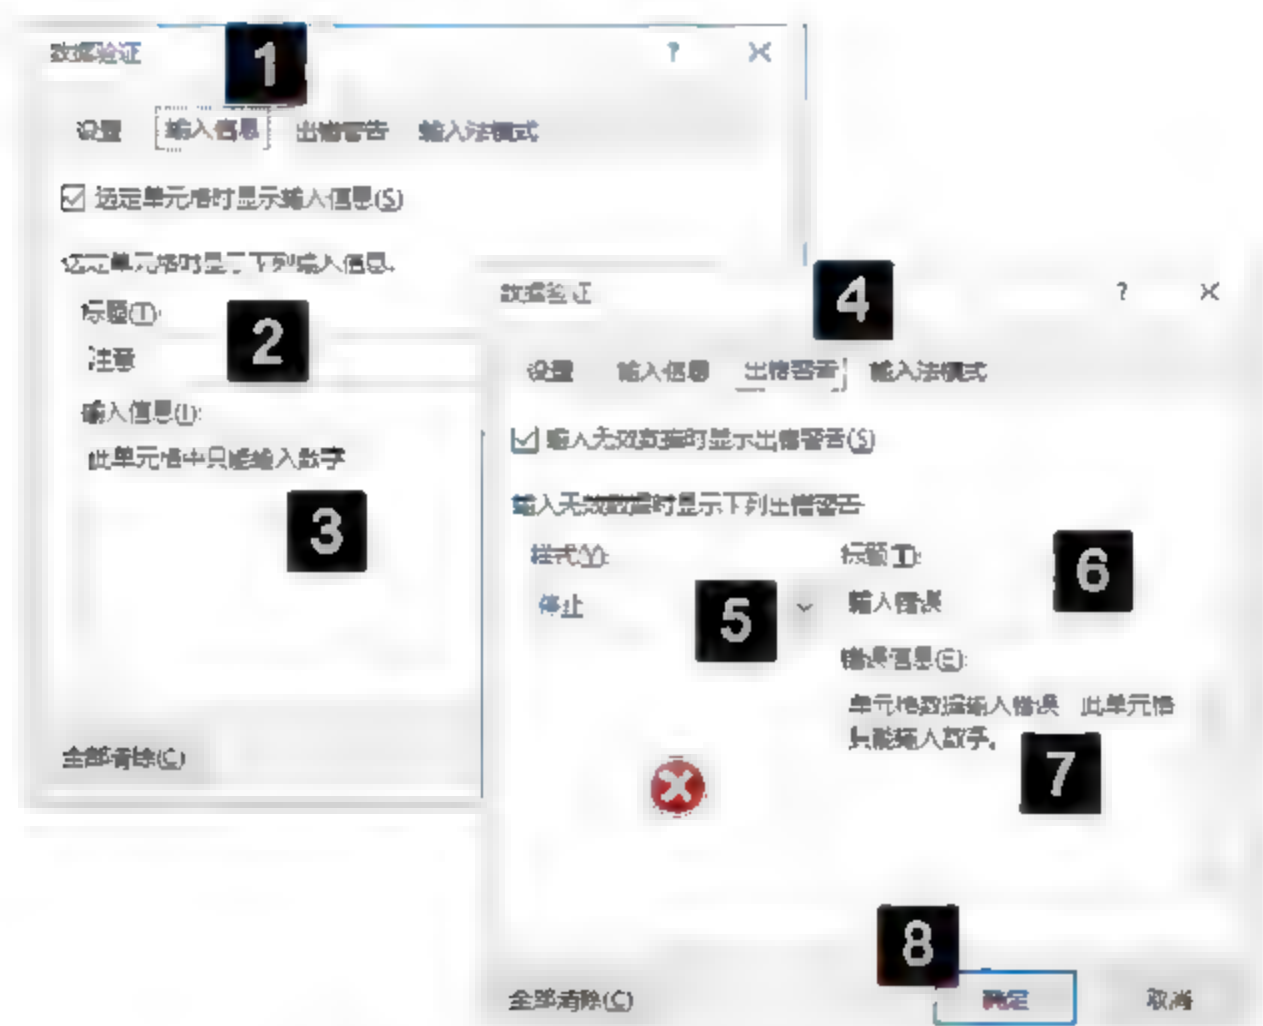 数据验证
1
?
设置 输入信息 出错警告 输入法模式
选定单元格时显示输入信息(S)
选定单元格时显示下列输入信息:
标题(T):
2
注意
输入信息(I):
此单元格中只能输入数字
3
全部清除(C)
数据验证
4
?
设置 输入信息 出错警告 输入法模式
输入无效数据时显示出错警告(S)
输入无效数据时显示下列出错警告:
样式(Y):
停止
5
标题(T):
6
输入错误
错误信息(E):
单元格数据输入错误 此单元格
只能输入数字。
7
8
全部清除(C)
确定
取消